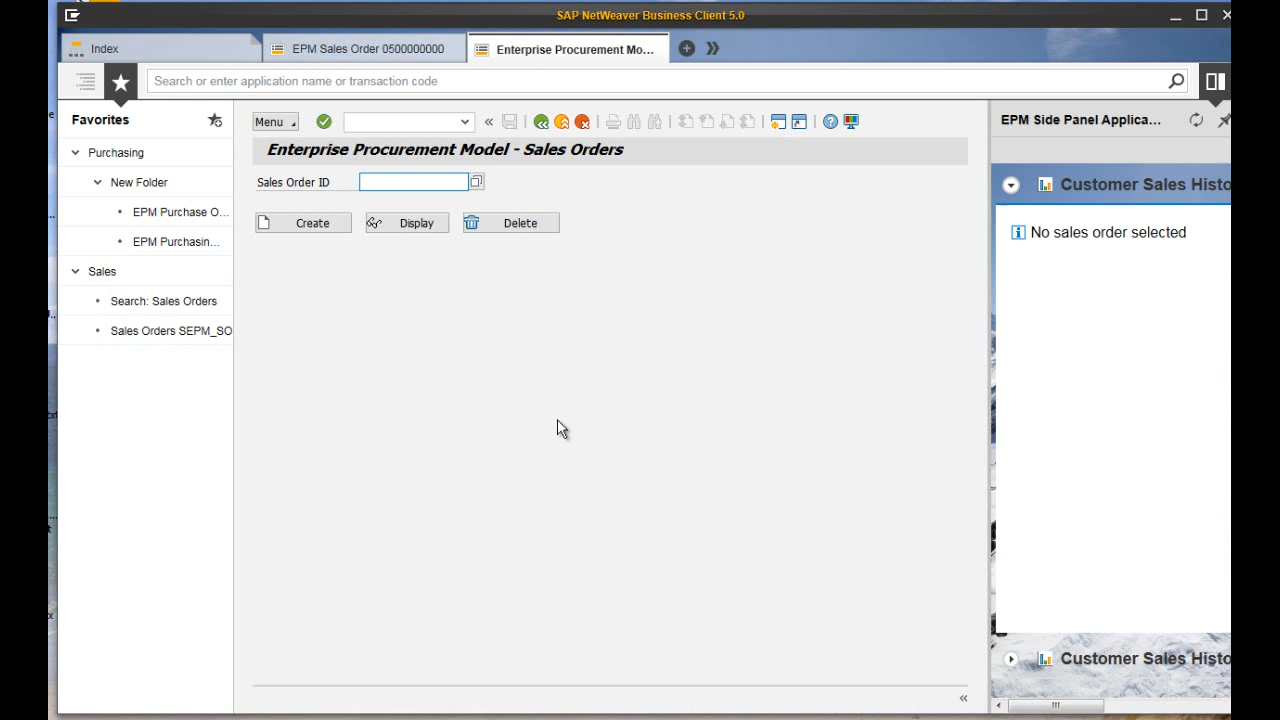 SAP NetWeaver Business Client 5.0
Index
EPM Sales Order 0500000000
Enterprise Procurement Mo...
Search or enter application name or transaction code
Favorites
Purchasing
New Folder
EPM Purchase O...
EPM Purchasin...
Sales
Search: Sales Orders
Sales Orders SEPM_SO
Menu
Enterprise Procurement Model - Sales Orders
Sales Order ID
Create
Display
Delete
EPM Side Panel Applica...
Customer Sales Histo
No sales order selected
Customer Sales Histo